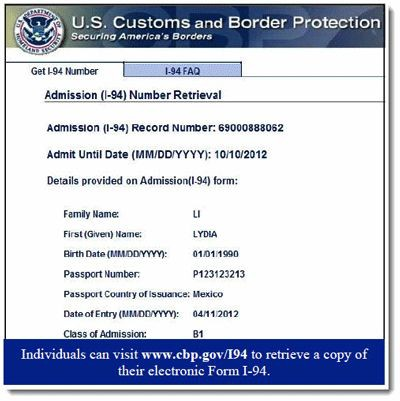 U.S. Customs and Border Protection
Securing America's Borders
Get I-94 Number
I-94 FAQ
Admission (I-94) Number Retrieval
Admission (I-94) Record Number: 69000888062
Admit Until Date (MM/DD/YYYY): 10/10/2012
Details provided on Admission(I-94) form:
Family Name: LI
First (Given) Name: LYDIA
Birth Date (MM/DD/YYYY): 01/01/1990
Passport Number: P123123213
Passport Country of Issuance: Mexico
Date of Entry (MM/DD/YYYY): 04/11/2012
Class of Admission: B1
Individuals can visit www.cbp.gov/I94 to retrieve a copy of
their electronic Form I-94.